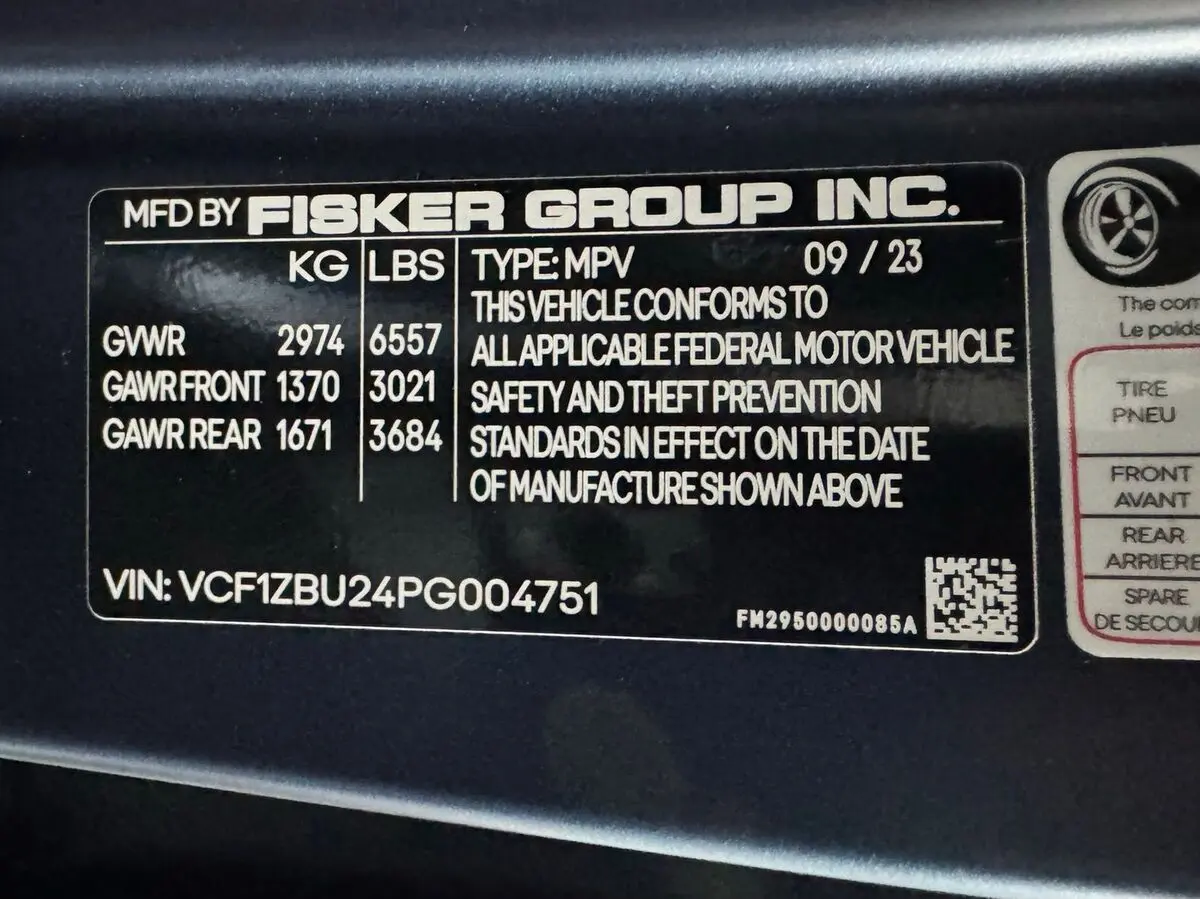 MFD BY FISKER GROUP INC.
KG LBS
GVWR 2974 6557
GAWR FRONT 1370 3021
GAWR REAR 1671 3684
TYPE: MPV 09 / 23
THIS VEHICLE CONFORMS TO
ALL APPLICABLE FEDERAL MOTOR VEHICLE
SAFETY AND THEFT PREVENTION
STANDARDS IN EFFECT ON THE DATE
OF MANUFACTURE SHOWN ABOVE
VIN: VCF1ZBU24PG004751
FM2950000085A
The com
Le poids
TIRE
PNEU
FRONT
AVANT
REAR
ARRIERE
SPARE
DE SECOU